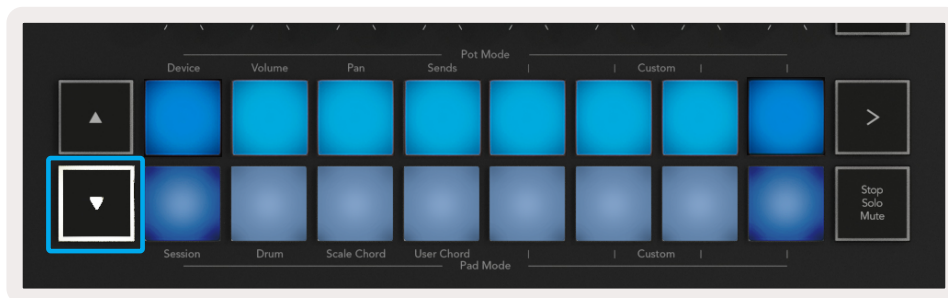 Pot Mode
Device Volume Pan Sends Custom
>
Stop
Solo
Mute
Session Drum Scale Chord User Chord Custom
Pad Mode